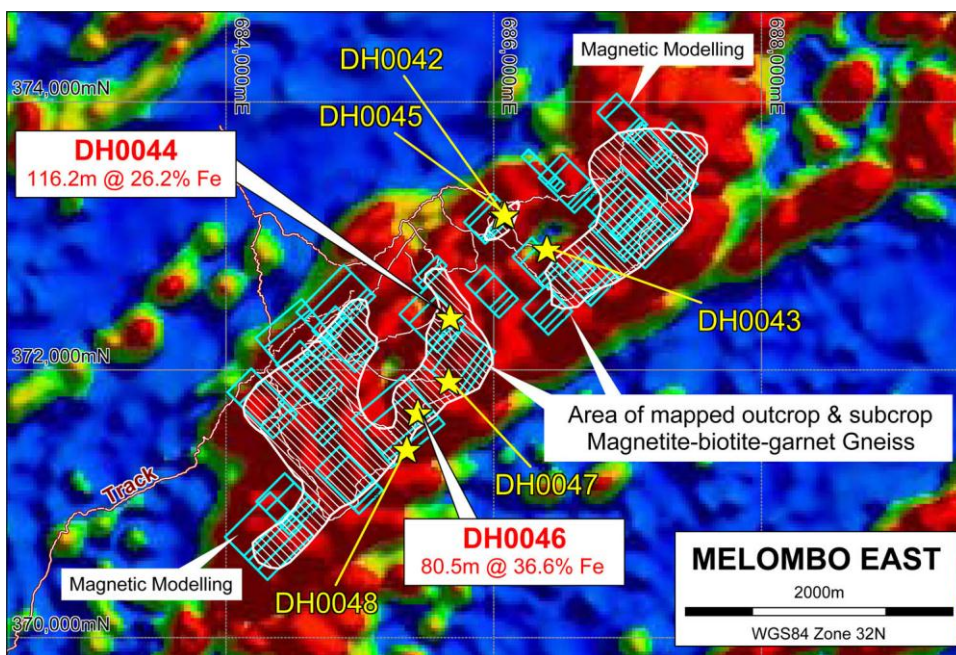 684,000mE
686,000mE
688,000mE
374,000mN
372,000mN
370,000mN
DH0042
DH0045
Magnetic Modelling
DH0044
116.2m @ 26.2% Fe
DH0043
Area of mapped outcrop & subcrop
Magnetite-biotite-garnet Gneiss
DH0047
Track
DH0046
80.5m @ 36.6% Fe
Magnetic Modelling
DH0048
MELOMBO EAST
2000m
WGS84 Zone 32N